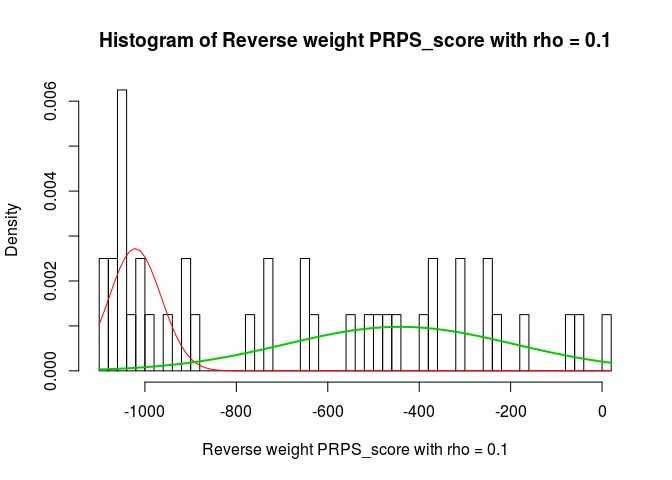 Histogram of Reverse weight PRPS_score with rho = 0.1
Density
0.006
0.004
0.002
0.000
-1000 -800 -600 -400 -200 0
Reverse weight PRPS_score with rho = 0.1